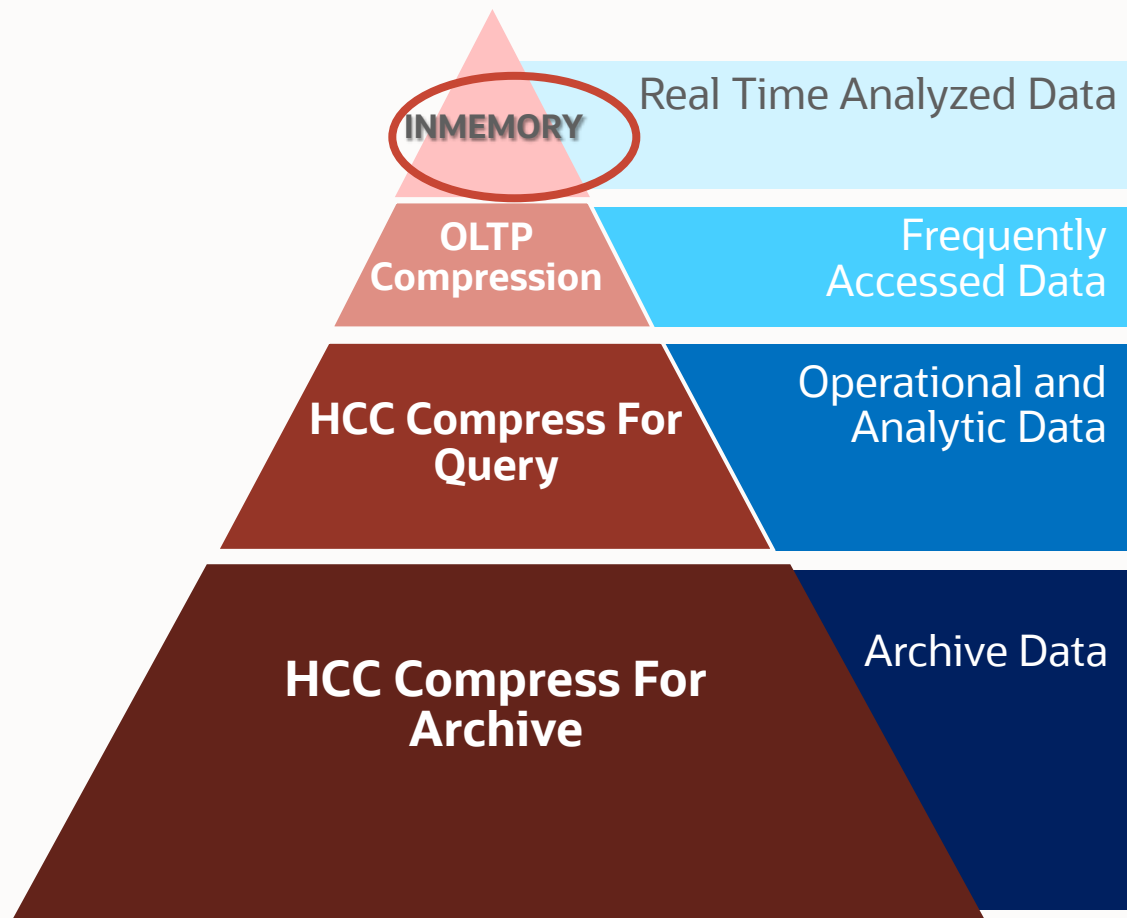 INMEMORY
Real Time Analyzed Data
OLTP
Compression
Frequently
Accessed Data
HCC Compress For
Query
Operational and
Analytic Data
HCC Compress For
Archive
Archive Data